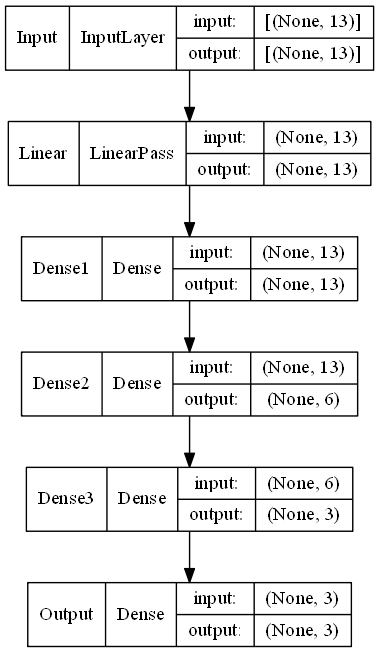 Input InputLayer input: [(None, 13)]
output: [(None, 13)]
Linear LinearPass input: (None, 13)
output: (None, 13)
Dense1 Dense input: (None, 13)
output: (None, 13)
Dense2 Dense input: (None, 13)
output: (None, 6)
Dense3 Dense input: (None, 6)
output: (None, 3)
Output Dense input: (None, 3)
output: (None, 3)